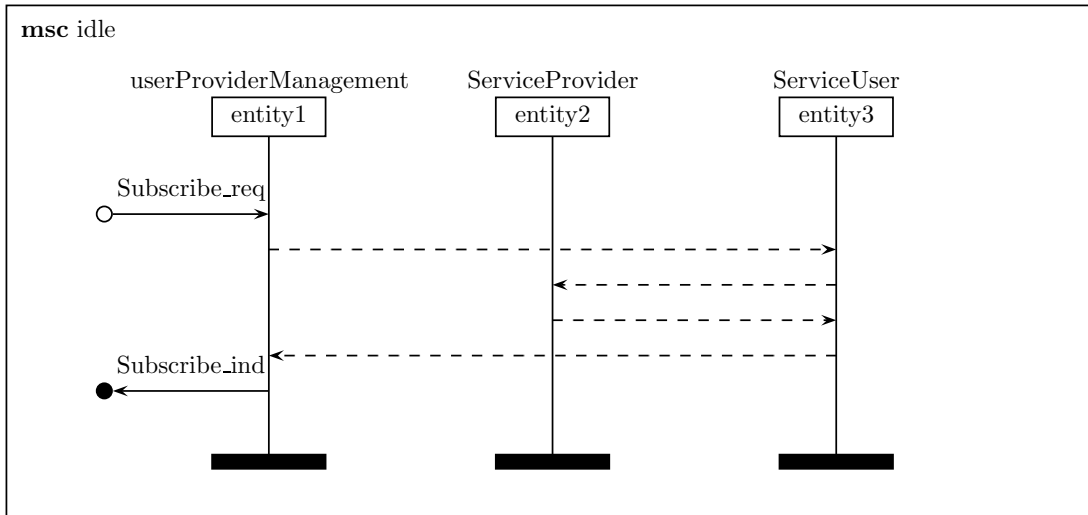 msc idle
userProviderManagement
ServiceProvider
ServiceUser
entity1
entity2
entity3
Subscribe_req
Subscribe_ind